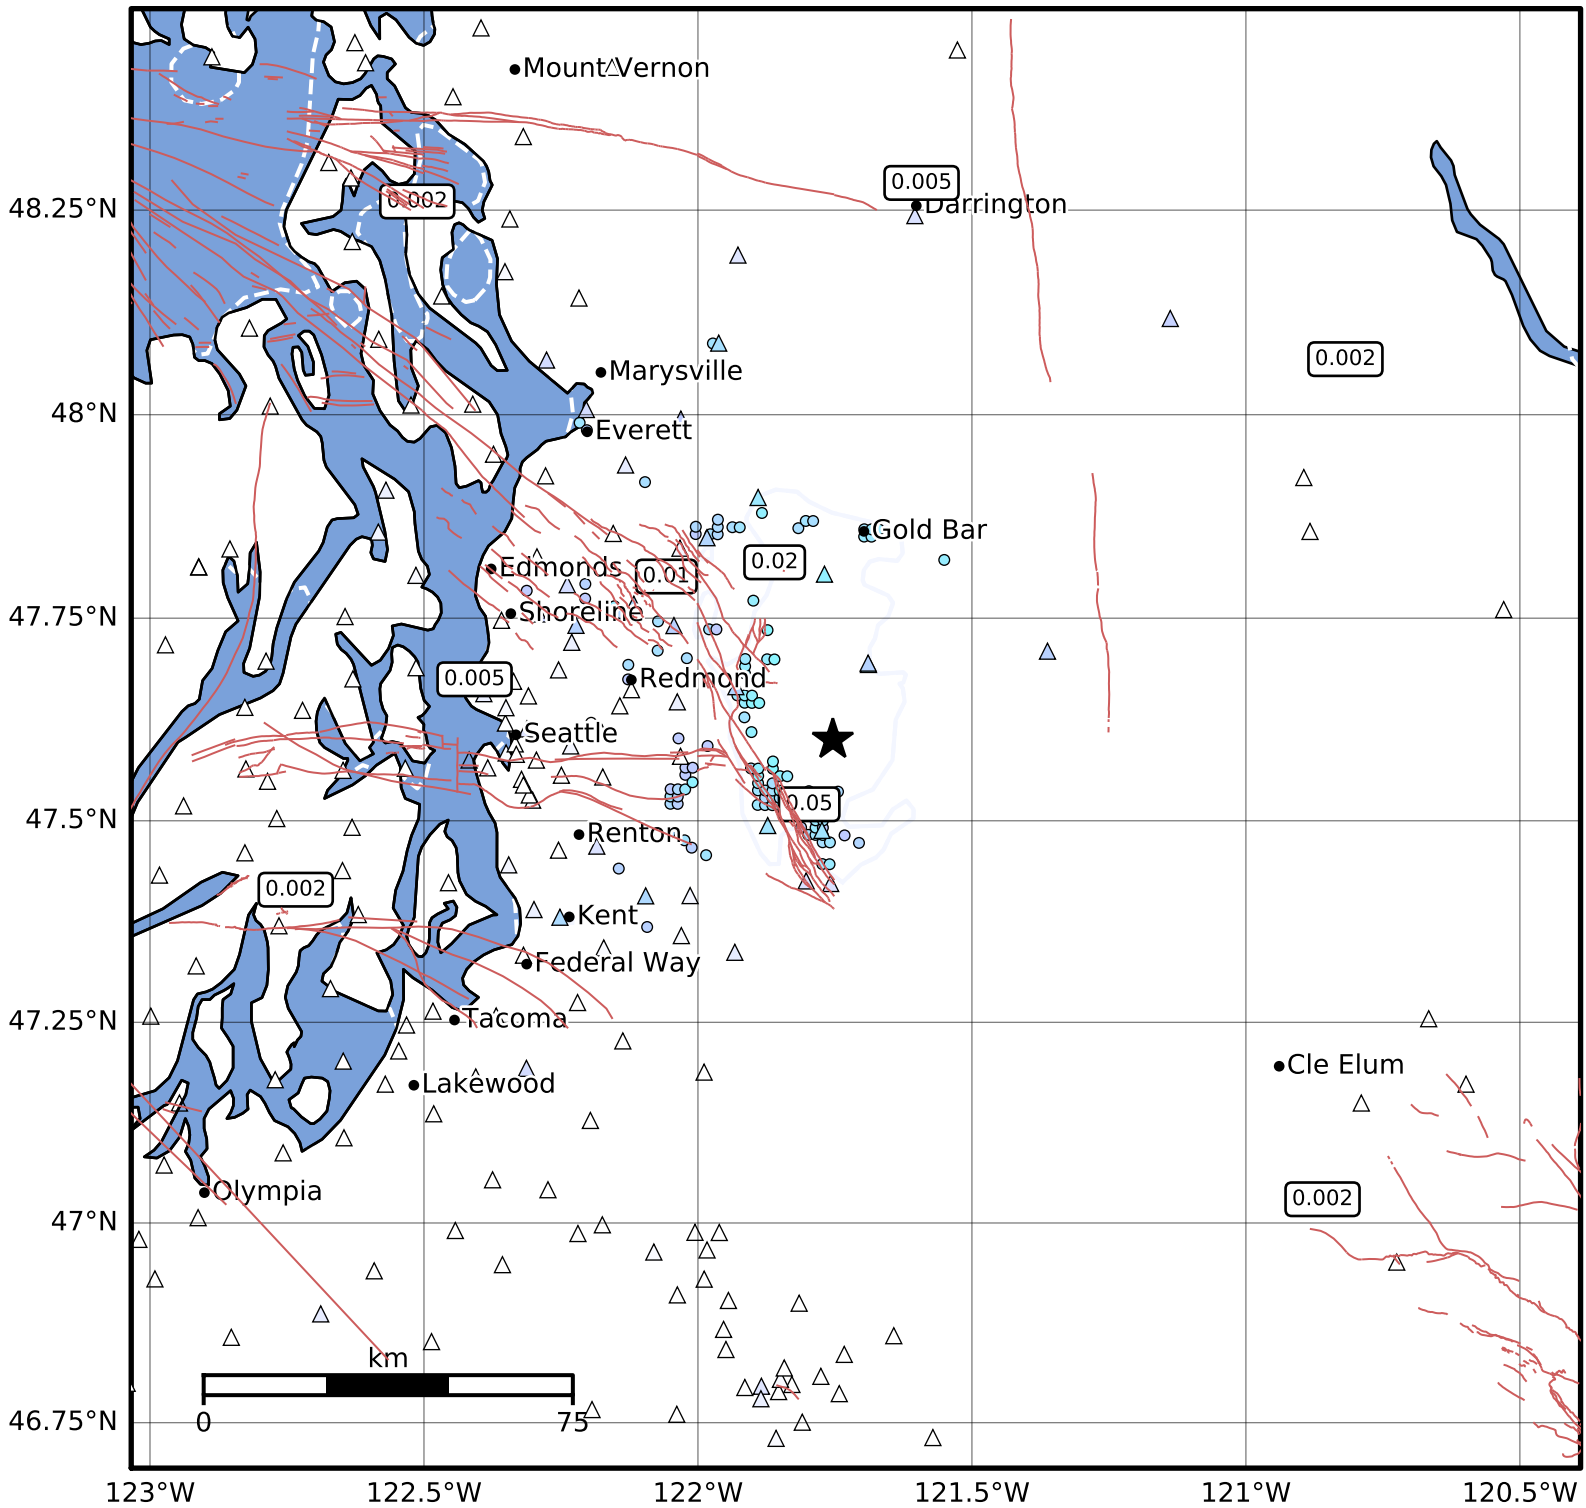 Mount Vernon
0.005
0.002
Darrington
48.25°N
0.002
Marysville
48°N
Everett
Gold Bar
0.02
Edmonds
0.01
Shoreline
47.75°N
0.005
Redmond
Seattle
0.05
47.5°N
Renton
0.002
Kent
Federal Way
47.25°N
Tacoma
Cle Elum
Lakewood
Olympia
0.002
47°N
km
0
75
46.75°N
123°W
122.5°W
122°W
121.5°W
121°W
120.5°W